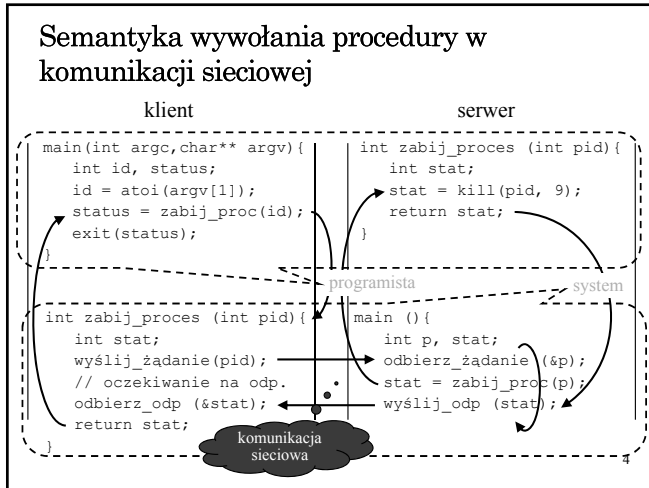 Semantyka wywołania procedury w
komunikacji sieciowej
klient
serwer
main(int argc,char** argv){
int id, status;
id = atoi(argv[1]);
status = zabij_proc(id);
exit(status);
}
int zabij_proces (int pid){
int stat;
stat = kill(pid, 9);
return stat;
}
programista
system
int zabij_proces (int pid){
int stat;
wyślij_żądanie(pid);
// oczekiwanie na odp.
odbierz_odp (&stat);
return stat;
}
main (){
int p, stat;
odbierz_żądanie (&p);
stat = zabij_proc(p);
wyślij_odp (stat);
komunikacja
sieciowa
4